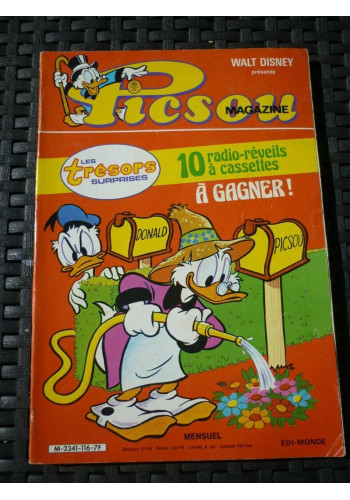 WALT DISNEY
présente
Picsou
MAGAZINE
LES
trésors
SURPRISES
10 radio-réveils
à cassettes
À GAGNER!
DONALD
PICSOU
MENSUEL
EDI-MONDE
M-2341-116-7F